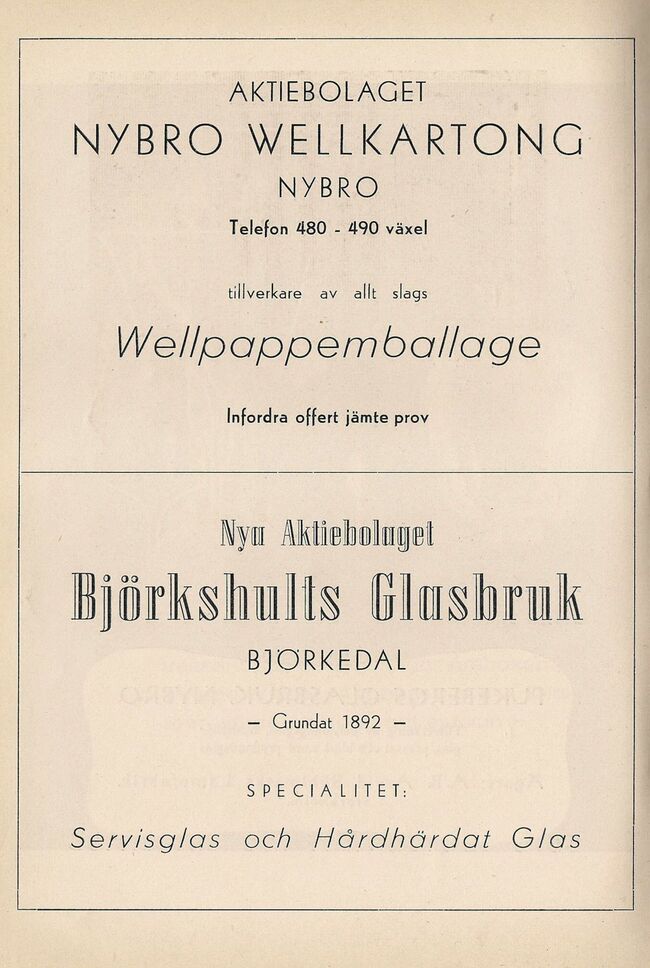 AKTIEBOLAGET
NYBRO WELLKARTONG
NYBRO
Telefon 480 - 490 växel
tillverkare av allt slags
Wellpappemballage
Infordra offert jämte prov
Nya Aktiebolaget
Björkshults Glasbruk
BJÖRKEDAL
– Grundat 1892 –
SPECIALITET:
Servisglas och Hårdhärdat Glas